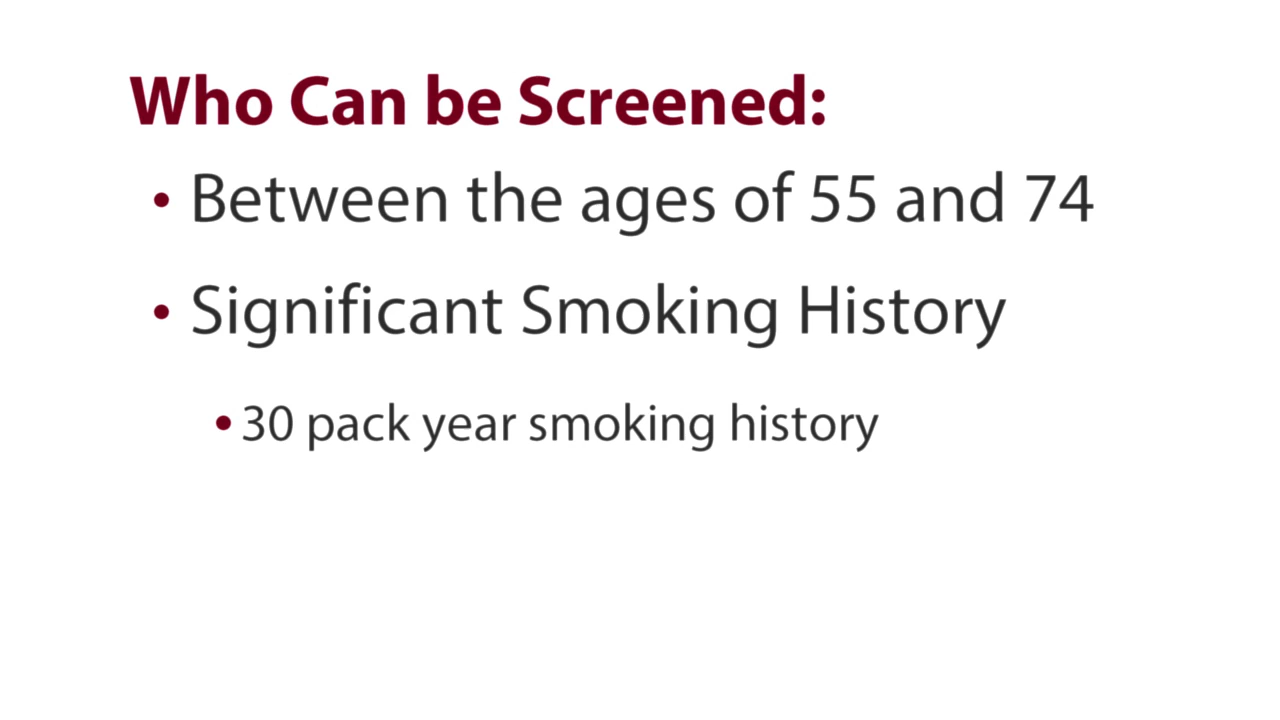 Who Can be Screened:
• Between the ages of 55 and 74
• Significant Smoking History
• 30 pack year smoking history